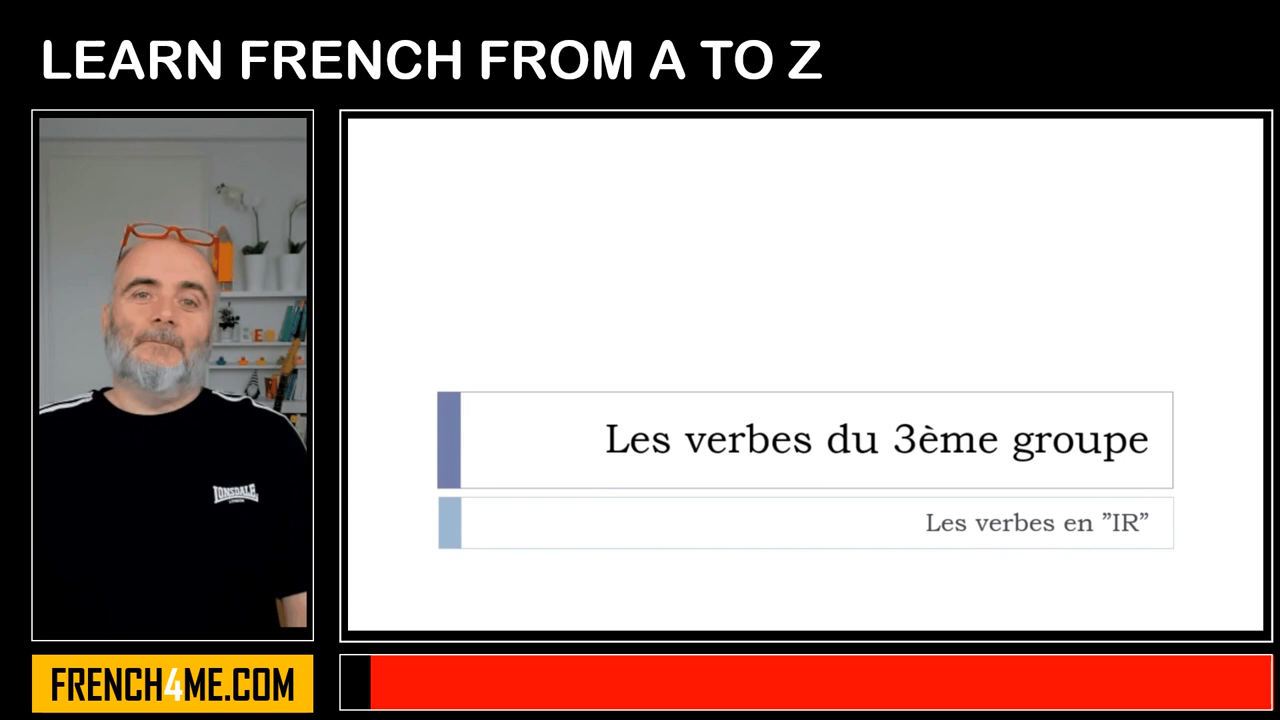 LEARN FRENCH FROM A TO Z
LONSDALE
Les verbes du 3ème groupe
Les verbes en ”IR”
FRENCH4ME.COM